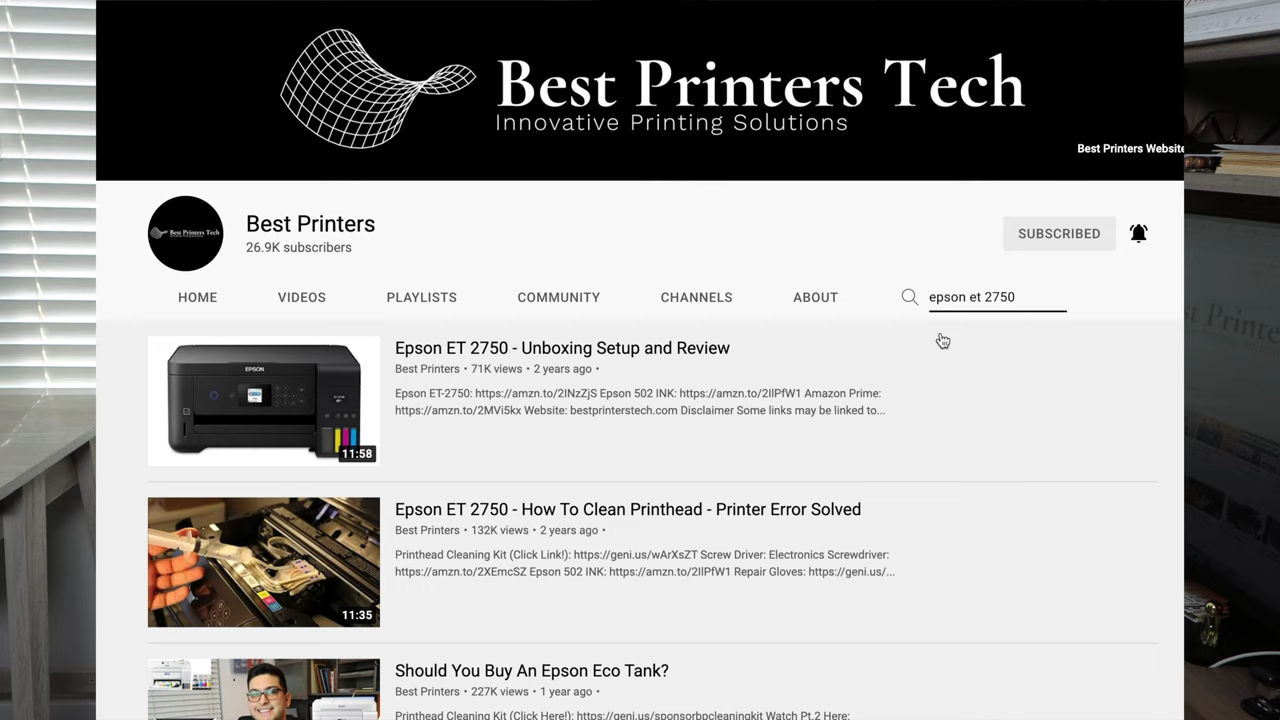 Best Printers Tech
Innovative Printing Solutions
Best Printers Website
Best Printers Tech
Best Printers
26.9K subscribers
SUBSCRIBED
HOME
VIDEOS
PLAYLISTS
COMMUNITY
CHANNELS
ABOUT
epson et 2750
EPSON
11:58
Epson ET 2750 - Unboxing Setup and Review
Best Printers • 71K views • 2 years ago •
Epson ET-2750: https://amzn.to/2INzZjS Epson 502 INK: https://amzn.to/2IlPfW1 Amazon Prime:
https://amzn.to/2MVi5kx Website: bestprinterstech.com Disclaimer Some links may be linked to...
11:35
Epson ET 2750 - How To Clean Printhead - Printer Error Solved
Best Printers • 132K views • 2 years ago •
Printhead Cleaning Kit (Click Link!): https://geni.us/wArXsZT Screw Driver: Electronics Screwdriver:
https://amzn.to/2XEmcSZ Epson 502 INK: https://amzn.to/2IlPfW1 Repair Gloves: https://geni.us/...
Should You Buy An Epson Eco Tank?
Best Printers • 227K views • 1 year ago •
Printhead Cleaning Kit (Click Here!): https://geni.us/sponsorbpcleaningkit Watch Pt.2 Here: